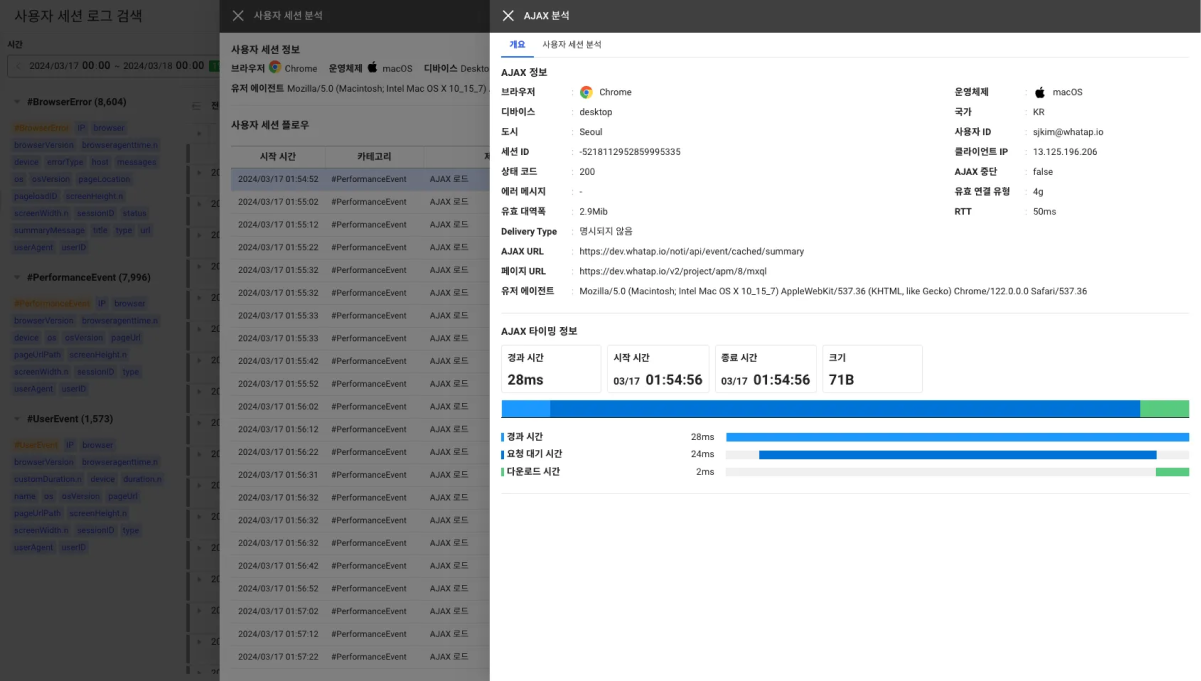 사용자 세션 로그 검색
시간
2024/03/17 00:00 ~ 2024/03/18 00:00
#BrowserError (8,604)
#BrowserError IP browser
browserVersion browseragenttime.n
device errorType host messages
os osVersion pageLocation
pageloadID screenHeight.n
screenWidth.n sessionID status
summaryMessage title type url
userAgent userID
#PerformanceEvent (7,996)
#PerformanceEvent IP browser
browserVersion browseragenttime.n
device os osVersion pageUrl
pageUrlPath screenHeight.n
screenWidth.n sessionID type
userAgent userID
#UserEvent (1,573)
#UserEvent IP browser
browserVersion browseragenttime.n
customDuration.n device duration.n
name os osVersion pageUrl
pageUrlPath screenHeight.n
screenWidth.n sessionID type
userAgent userID
사용자 세션 분석
사용자 세션 정보
브라우저 Chrome 운영체제 macOS 디바이스 Deskto
유저 에이전트 Mozilla/5.0 (Macintosh; Intel Mac OS X 10_15_7)
사용자 세션 플로우
시작 시간 카테고리
2024/03/17 01:54:52 #PerformanceEvent AJAX 로드
2024/03/17 01:55:02 #PerformanceEvent AJAX 로드
2024/03/17 01:55:12 #PerformanceEvent AJAX 로드
2024/03/17 01:55:22 #PerformanceEvent AJAX 로드
2024/03/17 01:55:32 #PerformanceEvent AJAX 로드
2024/03/17 01:55:32 #PerformanceEvent AJAX 로드
2024/03/17 01:55:33 #PerformanceEvent AJAX 로드
2024/03/17 01:55:33 #PerformanceEvent AJAX 로드
2024/03/17 01:55:42 #PerformanceEvent AJAX 로드
2024/03/17 01:55:52 #PerformanceEvent AJAX 로드
2024/03/17 01:56:02 #PerformanceEvent AJAX 로드
2024/03/17 01:56:12 #PerformanceEvent AJAX 로드
2024/03/17 01:56:22 #PerformanceEvent AJAX 로드
2024/03/17 01:56:31 #PerformanceEvent AJAX 로드
2024/03/17 01:56:32 #PerformanceEvent AJAX 로드
2024/03/17 01:56:32 #PerformanceEvent AJAX 로드
2024/03/17 01:56:32 #PerformanceEvent AJAX 로드
2024/03/17 01:56:42 #PerformanceEvent AJAX 로드
2024/03/17 01:56:52 #PerformanceEvent AJAX 로드
2024/03/17 01:57:02 #PerformanceEvent AJAX 로드
2024/03/17 01:57:12 #PerformanceEvent AJAX 로드
2024/03/17 01:57:22 #PerformanceEvent AJAX 로드
AJAX 분석
개요 사용자 세션 분석
AJAX 정보
브라우저 : Chrome 운영체제 : macOS
디바이스 : desktop 국가 : KR
도시 : Seoul 사용자 ID : sjkim@whatap.io
세션 ID : -5218112952859995335 클라이언트 IP : 13.125.196.206
상태 코드 : 200 AJAX 중단 : false
에러 메시지 : - 유효 연결 유형 : 4g
유효 대역폭 : 2.9Mib RTT : 50ms
Delivery Type : 명시되지 않음
AJAX URL : https://dev.whatap.io/noti/api/event/cached/summary
페이지 URL : https://dev.whatap.io/v2/project/apm/8/mxql
유저 에이전트 : Mozilla/5.0 (Macintosh; Intel Mac OS X 10_15_7) AppleWebKit/537.36 (KHTML, like Gecko) Chrome/122.0.0.0 Safari/537.36
AJAX 타이밍 정보
경과 시간 시작 시간 종료 시간 크기
28ms 03/17 01:54:56 03/17 01:54:56 71B
경과 시간 28ms
요청 대기 시간 24ms
다운로드 시간 2ms